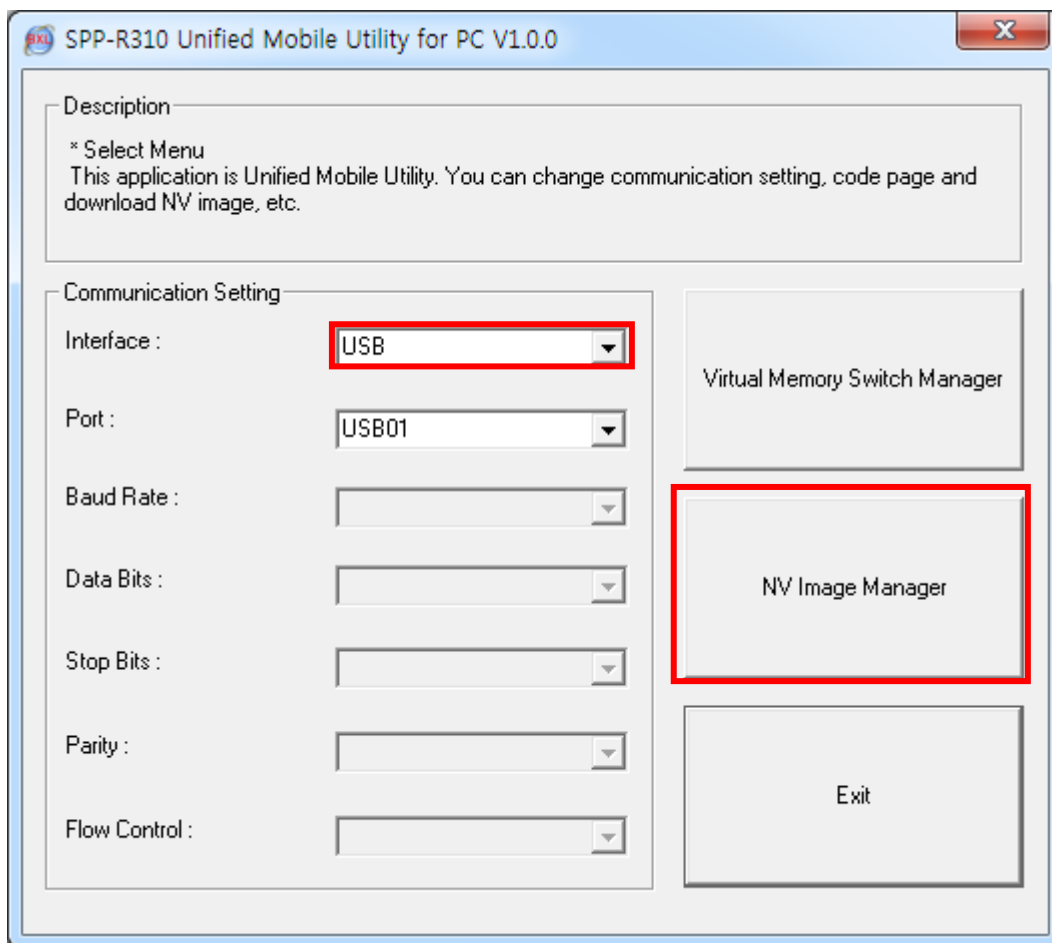 BXL SPP-R310 Unified Mobile Utility for PC V1.0.0
Description
* Select Menu
This application is Unified Mobile Utility. You can change communication setting, code page and
download NV image, etc.
Communication Setting
Interface :
USB
Port :
USB01
Baud Rate :
Data Bits :
Stop Bits :
Parity :
Flow Control :
Virtual Memory Switch Manager
NV Image Manager
Exit